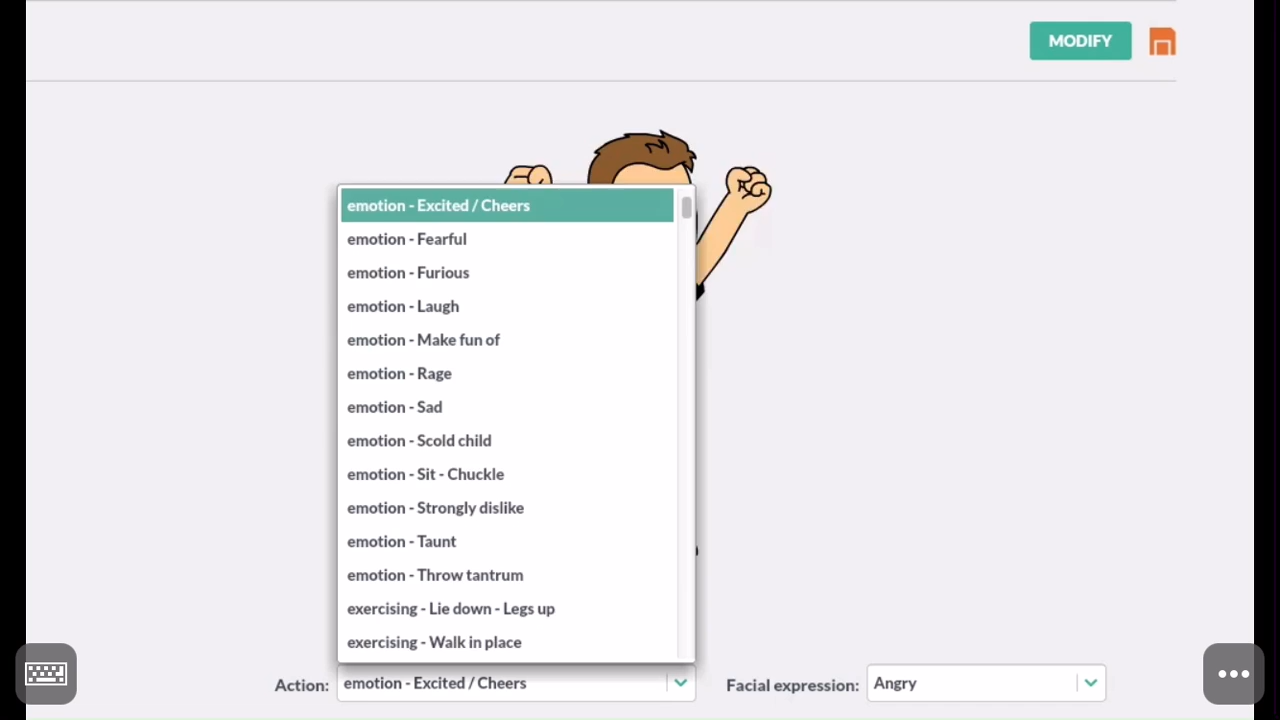 MODIFY
emotion - Excited / Cheers
emotion - Fearful
emotion - Furious
emotion - Laugh
emotion - Make fun of
emotion - Rage
emotion - Sad
emotion - Scold child
emotion - Sit - Chuckle
emotion - Strongly dislike
emotion - Taunt
emotion - Throw tantrum
exercising - Lie down - Legs up
exercising - Walk in place
Action: emotion - Excited / Cheers Facial expression: Angry